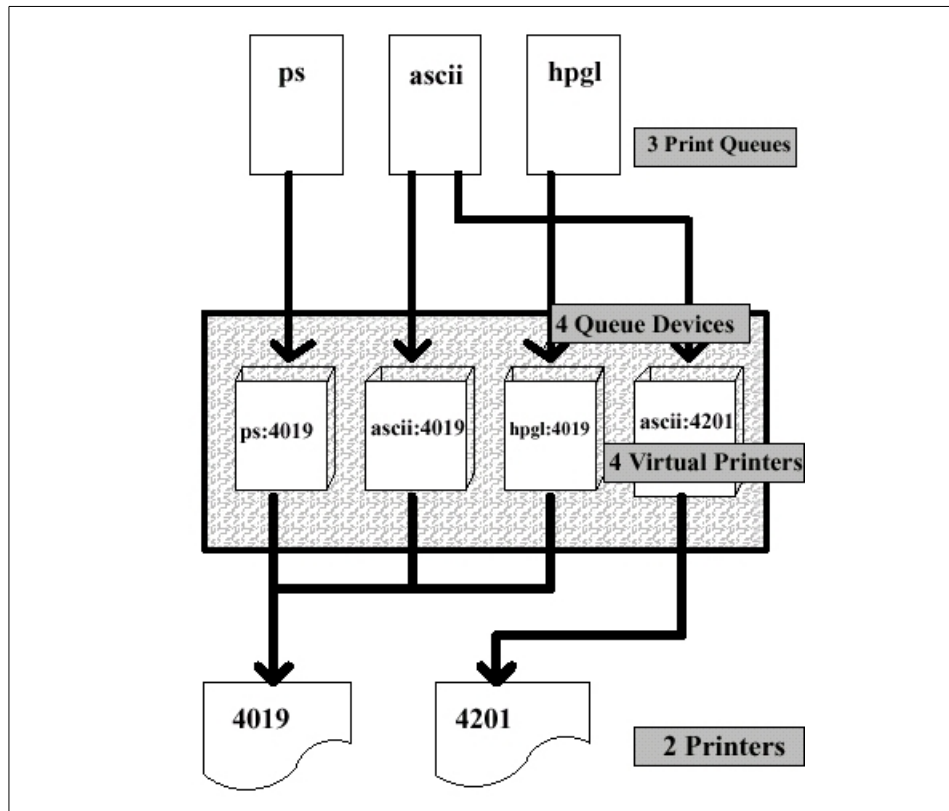 ps
ascii
hpgl
3 Print Queues
4 Queue Devices
ps:4019
ascii:4019
hpgl:4019
ascii:4201
4 Virtual Printers
4019
4201
2 Printers